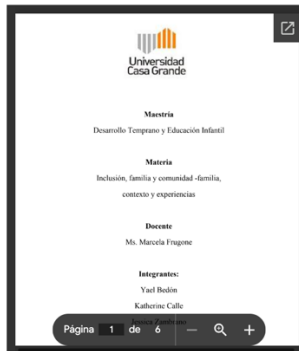 Universidad
Casa Grande
Maestría
Desarrollo Temprano y Educación Infantil
Materia
Inclusión, familia y comunidad -familia,
contexto y experiencias
Docente
Ms. Marcela Frugone
Integrantes:
Yael Bedón
Katherine Calle
Página 1 de 6